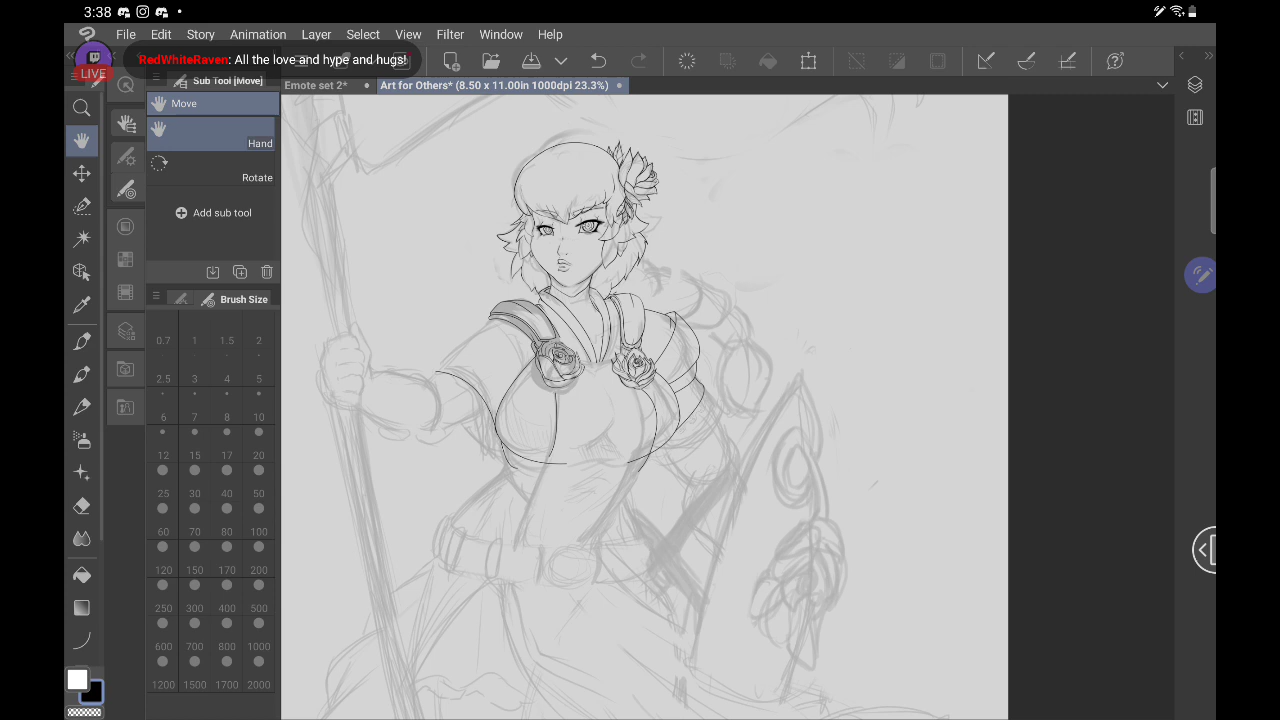 3:38
File Edit Story Animation Layer Select View Filter Window Help
RedWhiteRaven: All the love and hype and hugs!
LIVE
Sub Tool [Move]
Emote set 2* Art for Others* (8.50 x 11.00in 1000dpi 23.3%)
Move
Hand
Rotate
Add sub tool
Brush Size
0.7 1 1.5 2
2.5 3 4 5
6 7 8 10
12 15 17 20
25 30 40 50
60 70 80 100
120 150 170 200
250 300 400 500
600 700 800 1000
1200 1500 1700 2000